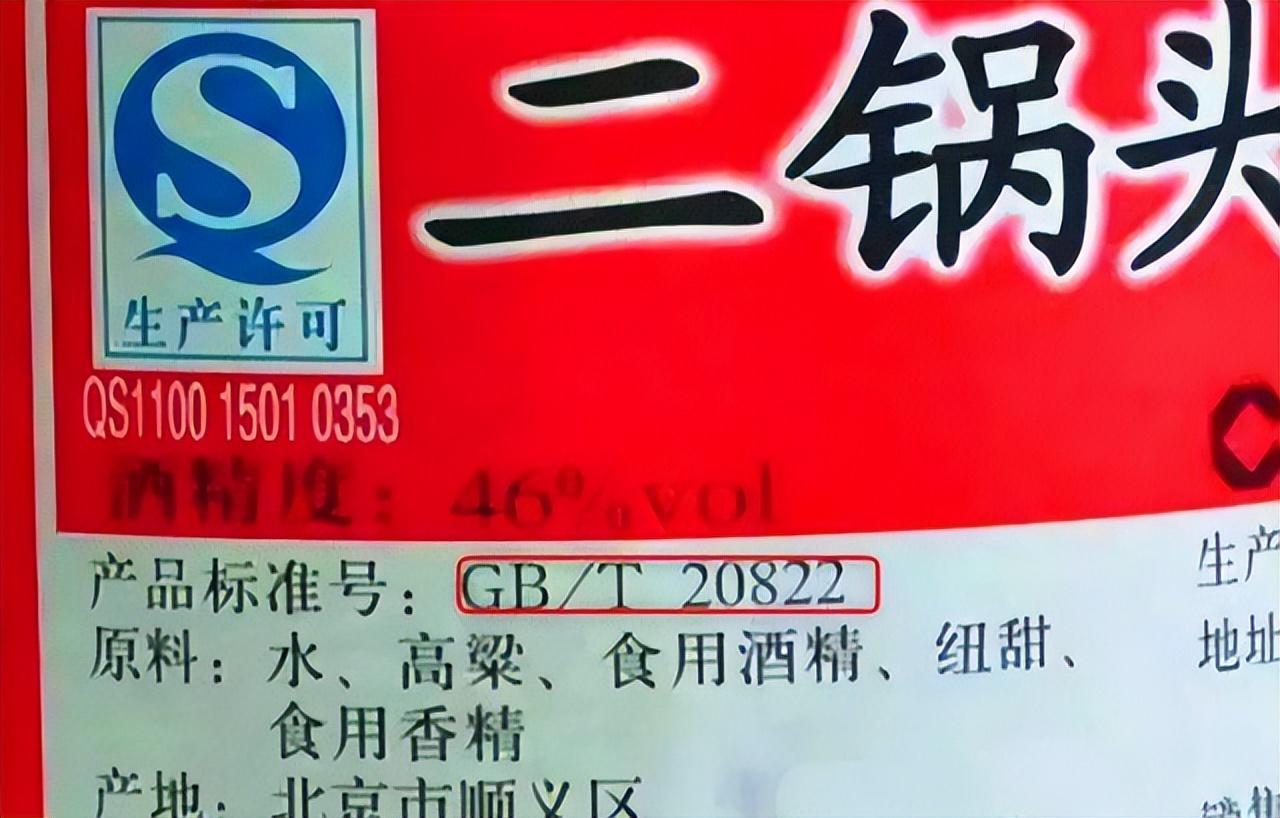 二锅头
QS
生产许可
QS1100 1501 0353
酒精度：46%vol
产品标准号：GB/T 20822
原料：水、高粱、食用酒精、纽甜、
食用香精
产地：北京市顺义区
生产
地址